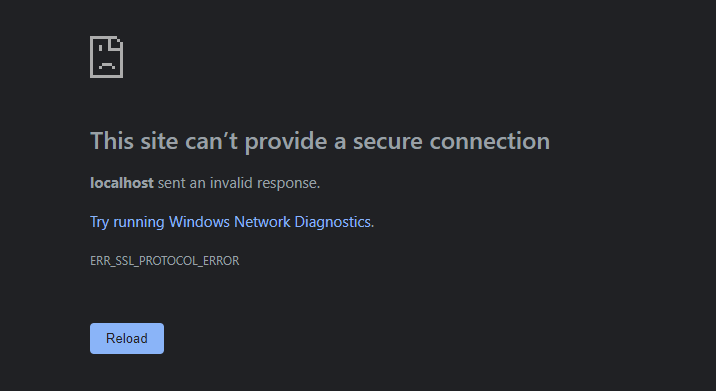 This site can’t provide a secure connection
localhost sent an invalid response.
Try running Windows Network Diagnostics.
ERR_SSL_PROTOCOL_ERROR
Reload